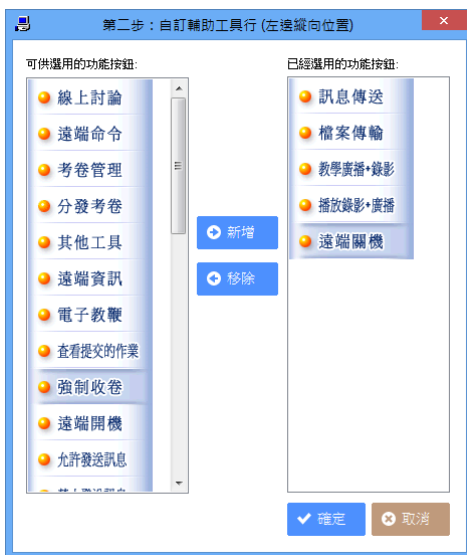 第二步：自訂輔助工具行 (左邊縱向位置)
可供選用的功能按鈕:
線上討論
遠端命令
考卷管理
分發考卷
其他工具
遠端資訊
電子教鞭
查看提交的作業
強制收卷
遠端開機
允許發送訊息
新增
移除
已經選用的功能按鈕:
訊息傳送
檔案傳輸
教學廣播+錄影
播放錄影+廣播
遠端關機
確定
取消